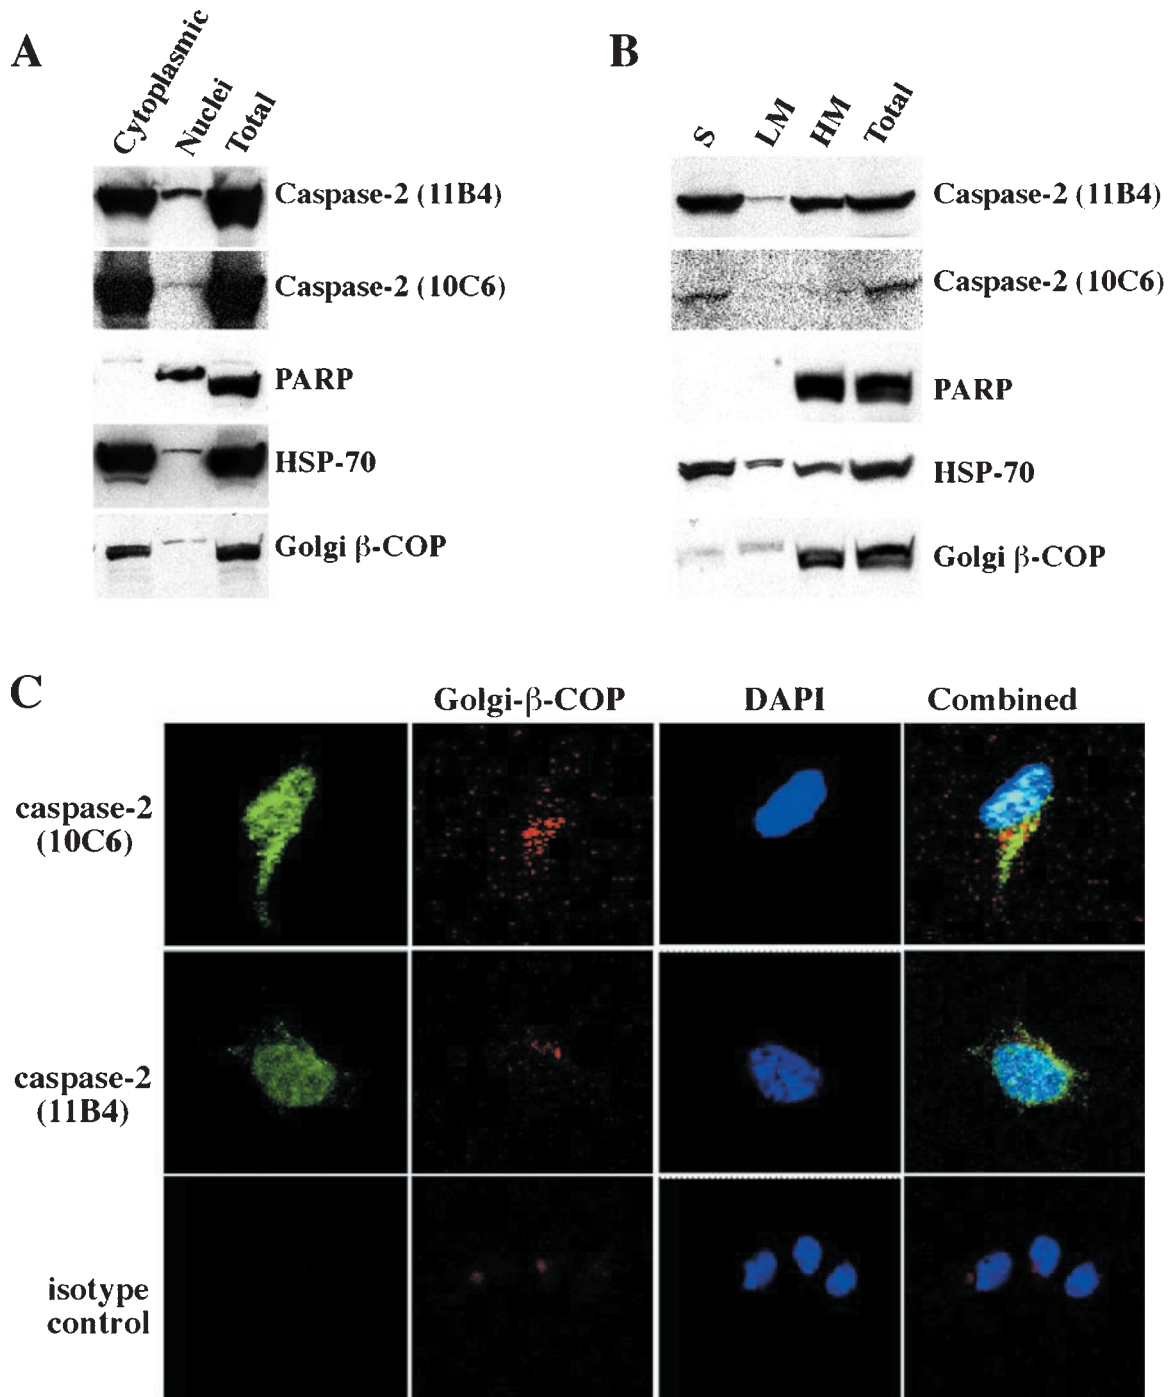 A
Cytoplasmic
Nuclei
Total
Caspase-2 (11B4)
Caspase-2 (10C6)
PARP
HSP-70
Golgi β-COP
B
S
LM
HM
Total
Caspase-2 (11B4)
Caspase-2 (10C6)
PARP
HSP-70
Golgi β-COP
C
Golgi-β-COP
DAPI
Combined
caspase-2
(10C6)
caspase-2
(11B4)
isotype
control